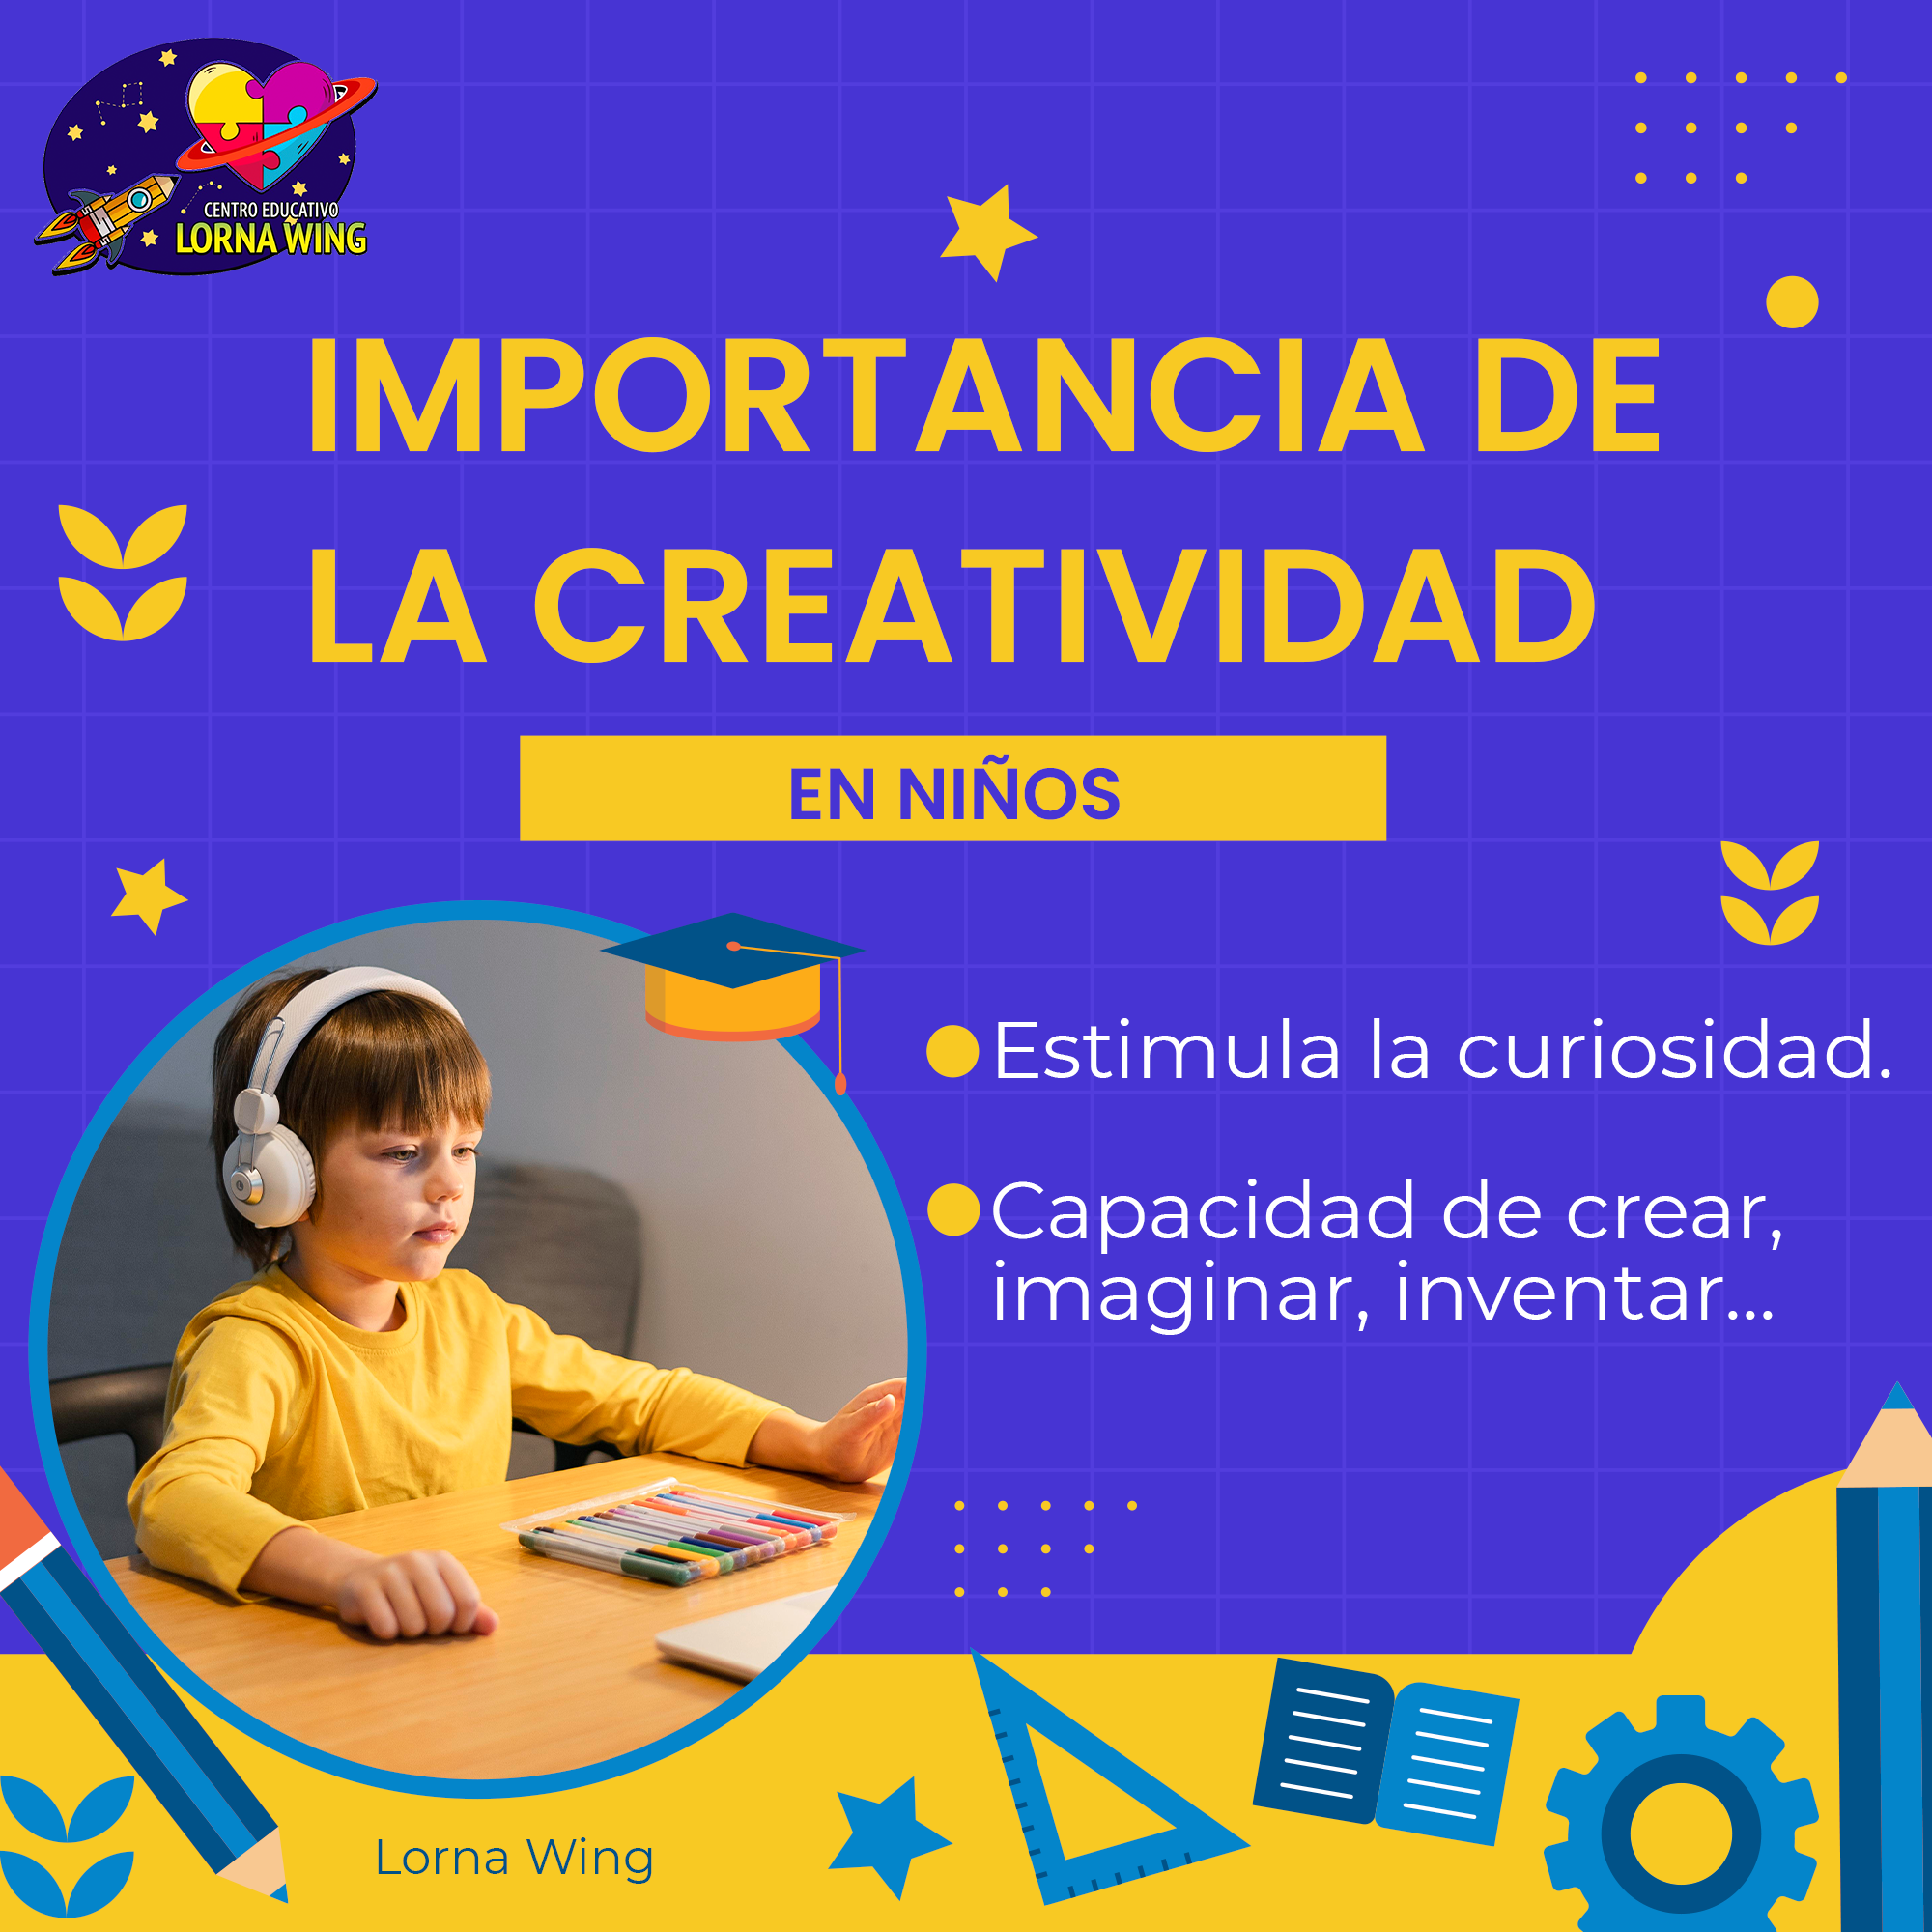 CENTRO EDUCATIVO
LORNA WING
IMPORTANCIA DE
LA CREATIVIDAD
EN NIÑOS
Estimula la curiosidad.
Capacidad de crear,
imaginar, inventar...
Lorna Wing